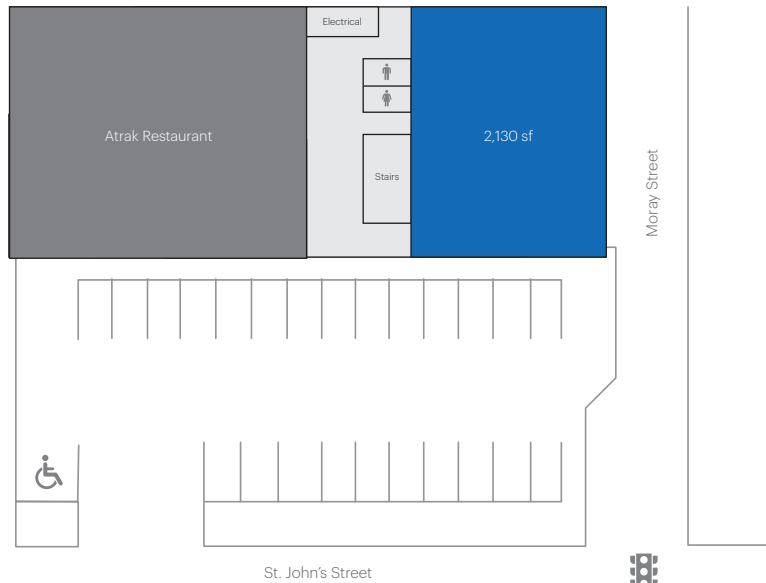 Electrical
Atrak Restaurant
2,130 sf
Stairs
Moray Street
St. John's Street